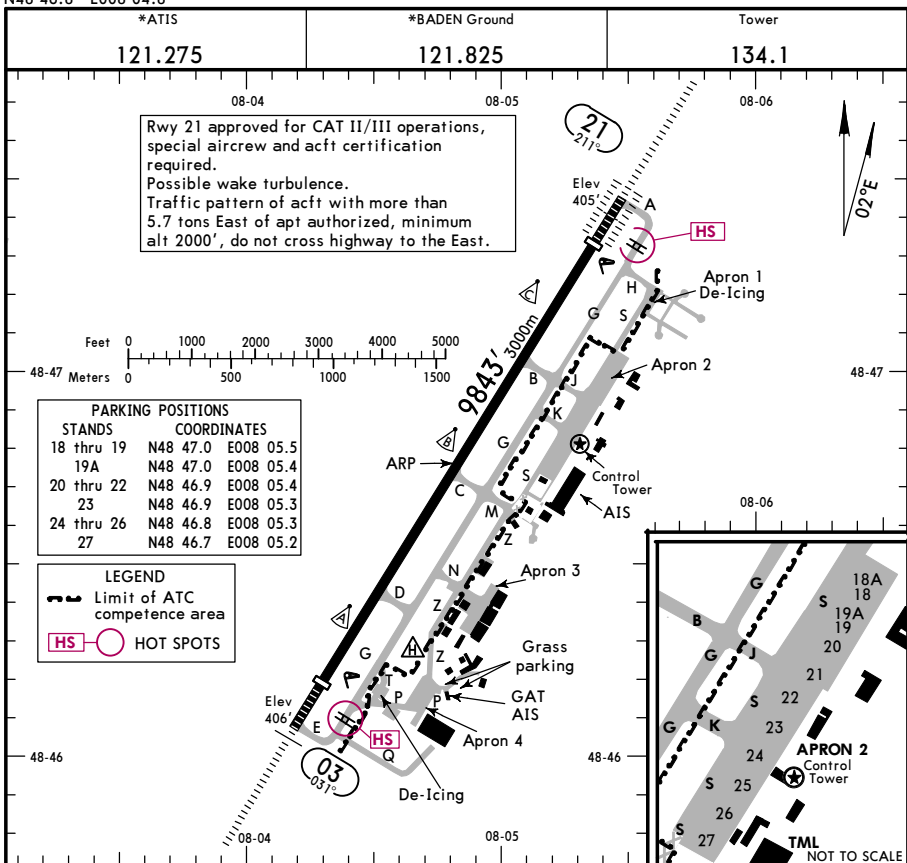 N48 46.8 E008 04.8
*ATIS
121.275
*BADEN Ground
121.825
Tower
134.1
08-04
08-05
08-06
Rwy 21 approved for CAT II/III operations,
special aircrew and acft certification
required.
Possible wake turbulence.
Traffic pattern of acft with more than
5.7 tons East of apt authorized, minimum
alt 2000', do not cross highway to the East.
21
211°
02°E
Elev
405'
A
HS
H
Apron 1
De-Icing
C
G
S
Feet 0 1000 2000 3000 4000 5000
Meters 0 500 1000 1500
9843' 3000m
48-47
48-47
B
J
Apron 2
K
PARKING POSITIONS
STANDS COORDINATES
18 thru 19 N48 47.0 E008 05.5
19A N48 47.0 E008 05.4
20 thru 22 N48 46.9 E008 05.4
23 N48 46.9 E008 05.3
24 thru 26 N48 46.8 E008 05.3
27 N48 46.7 E008 05.2
B
G
ARP
S
Control
Tower
C
M
AIS
Z
LEGEND
Limit of ATC
competence area
HS HOT SPOTS
N
Apron 3
D
Z
A
G
H
Z
Grass
parking
T
P
P
GAT
AIS
Elev
406'
E
HS
Apron 4
Q
48-46
48-46
03
031°
De-Icing
08-04
08-05
08-06
G
S
18A
18
19A
19
B
G
J
20
21
S
22
G
K
23
24
APRON 2
Control
Tower
S
25
26
S
27
TML
NOT TO SCALE